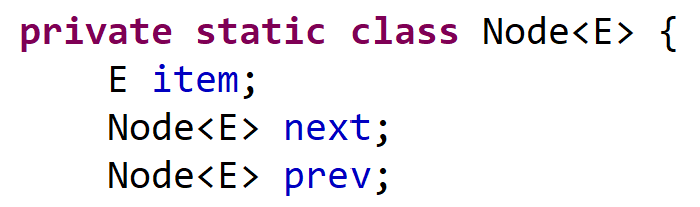 private static class Node<E> {
    E item;
    Node<E> next;
    Node<E> prev;